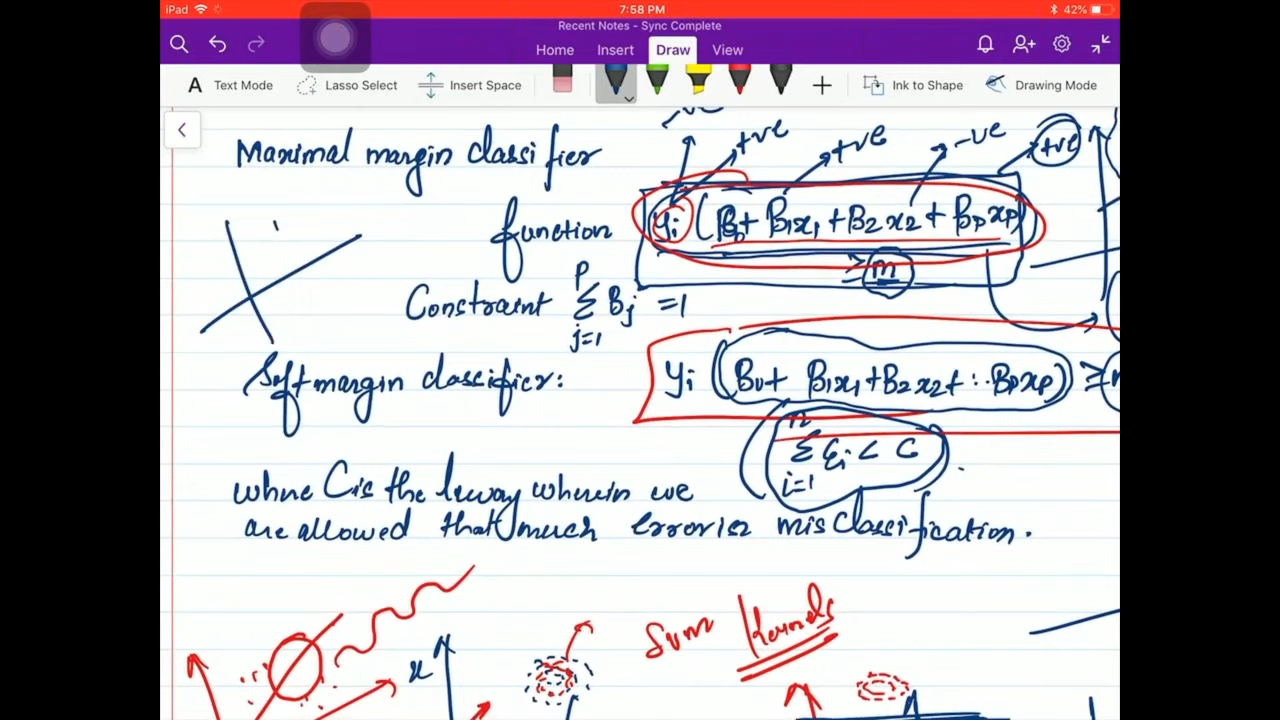 iPad 7:58 PM 42%
Recent Notes - Sync Complete
Home Insert Draw View
A Text Mode Lasso Select Insert Space + Ink to Shape Drawing Mode
-ve +ve +ve -ve +ve
Maximal margin classifier
function yi (B0+ B1x1 + B2x2 + Bpxp)
≥ m
Constraint p Σ j=1 Bj = 1
Soft margin classifier: yi (B0+ B1x1+B2x2+ ... Bpxp) ≥
n Σ i=1 εi < C
where C is the leway wherein we
are allowed that much error in misclassification.
x
Svm Kernels